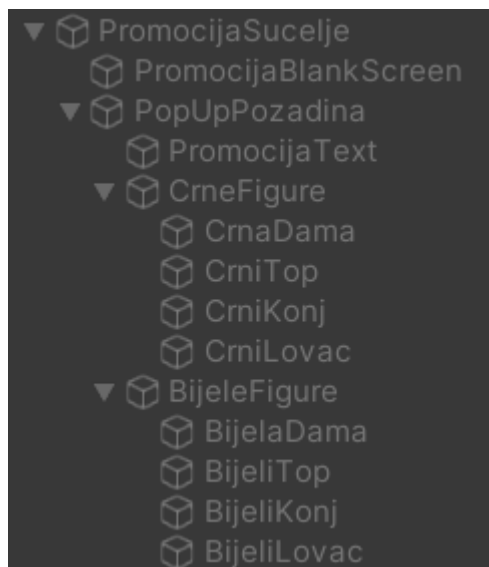 PromocijaSucelje
PromocijaBlankScreen
PopUpPozadina
PromocijaText
CrneFigure
CrnaDama
CrniTop
CrniKonj
CrniLovac
BijeleFigure
BijelaDama
BijeliTop
BijeliKonj
BijeliLovac